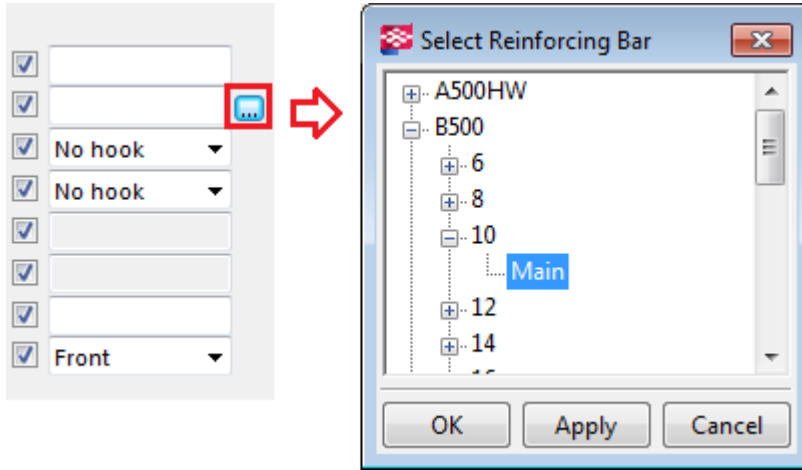 No hook
No hook
Front
...
Select Reinforcing Bar
A500HW
B500
6
8
10
Main
12
14
OK
Apply
Cancel